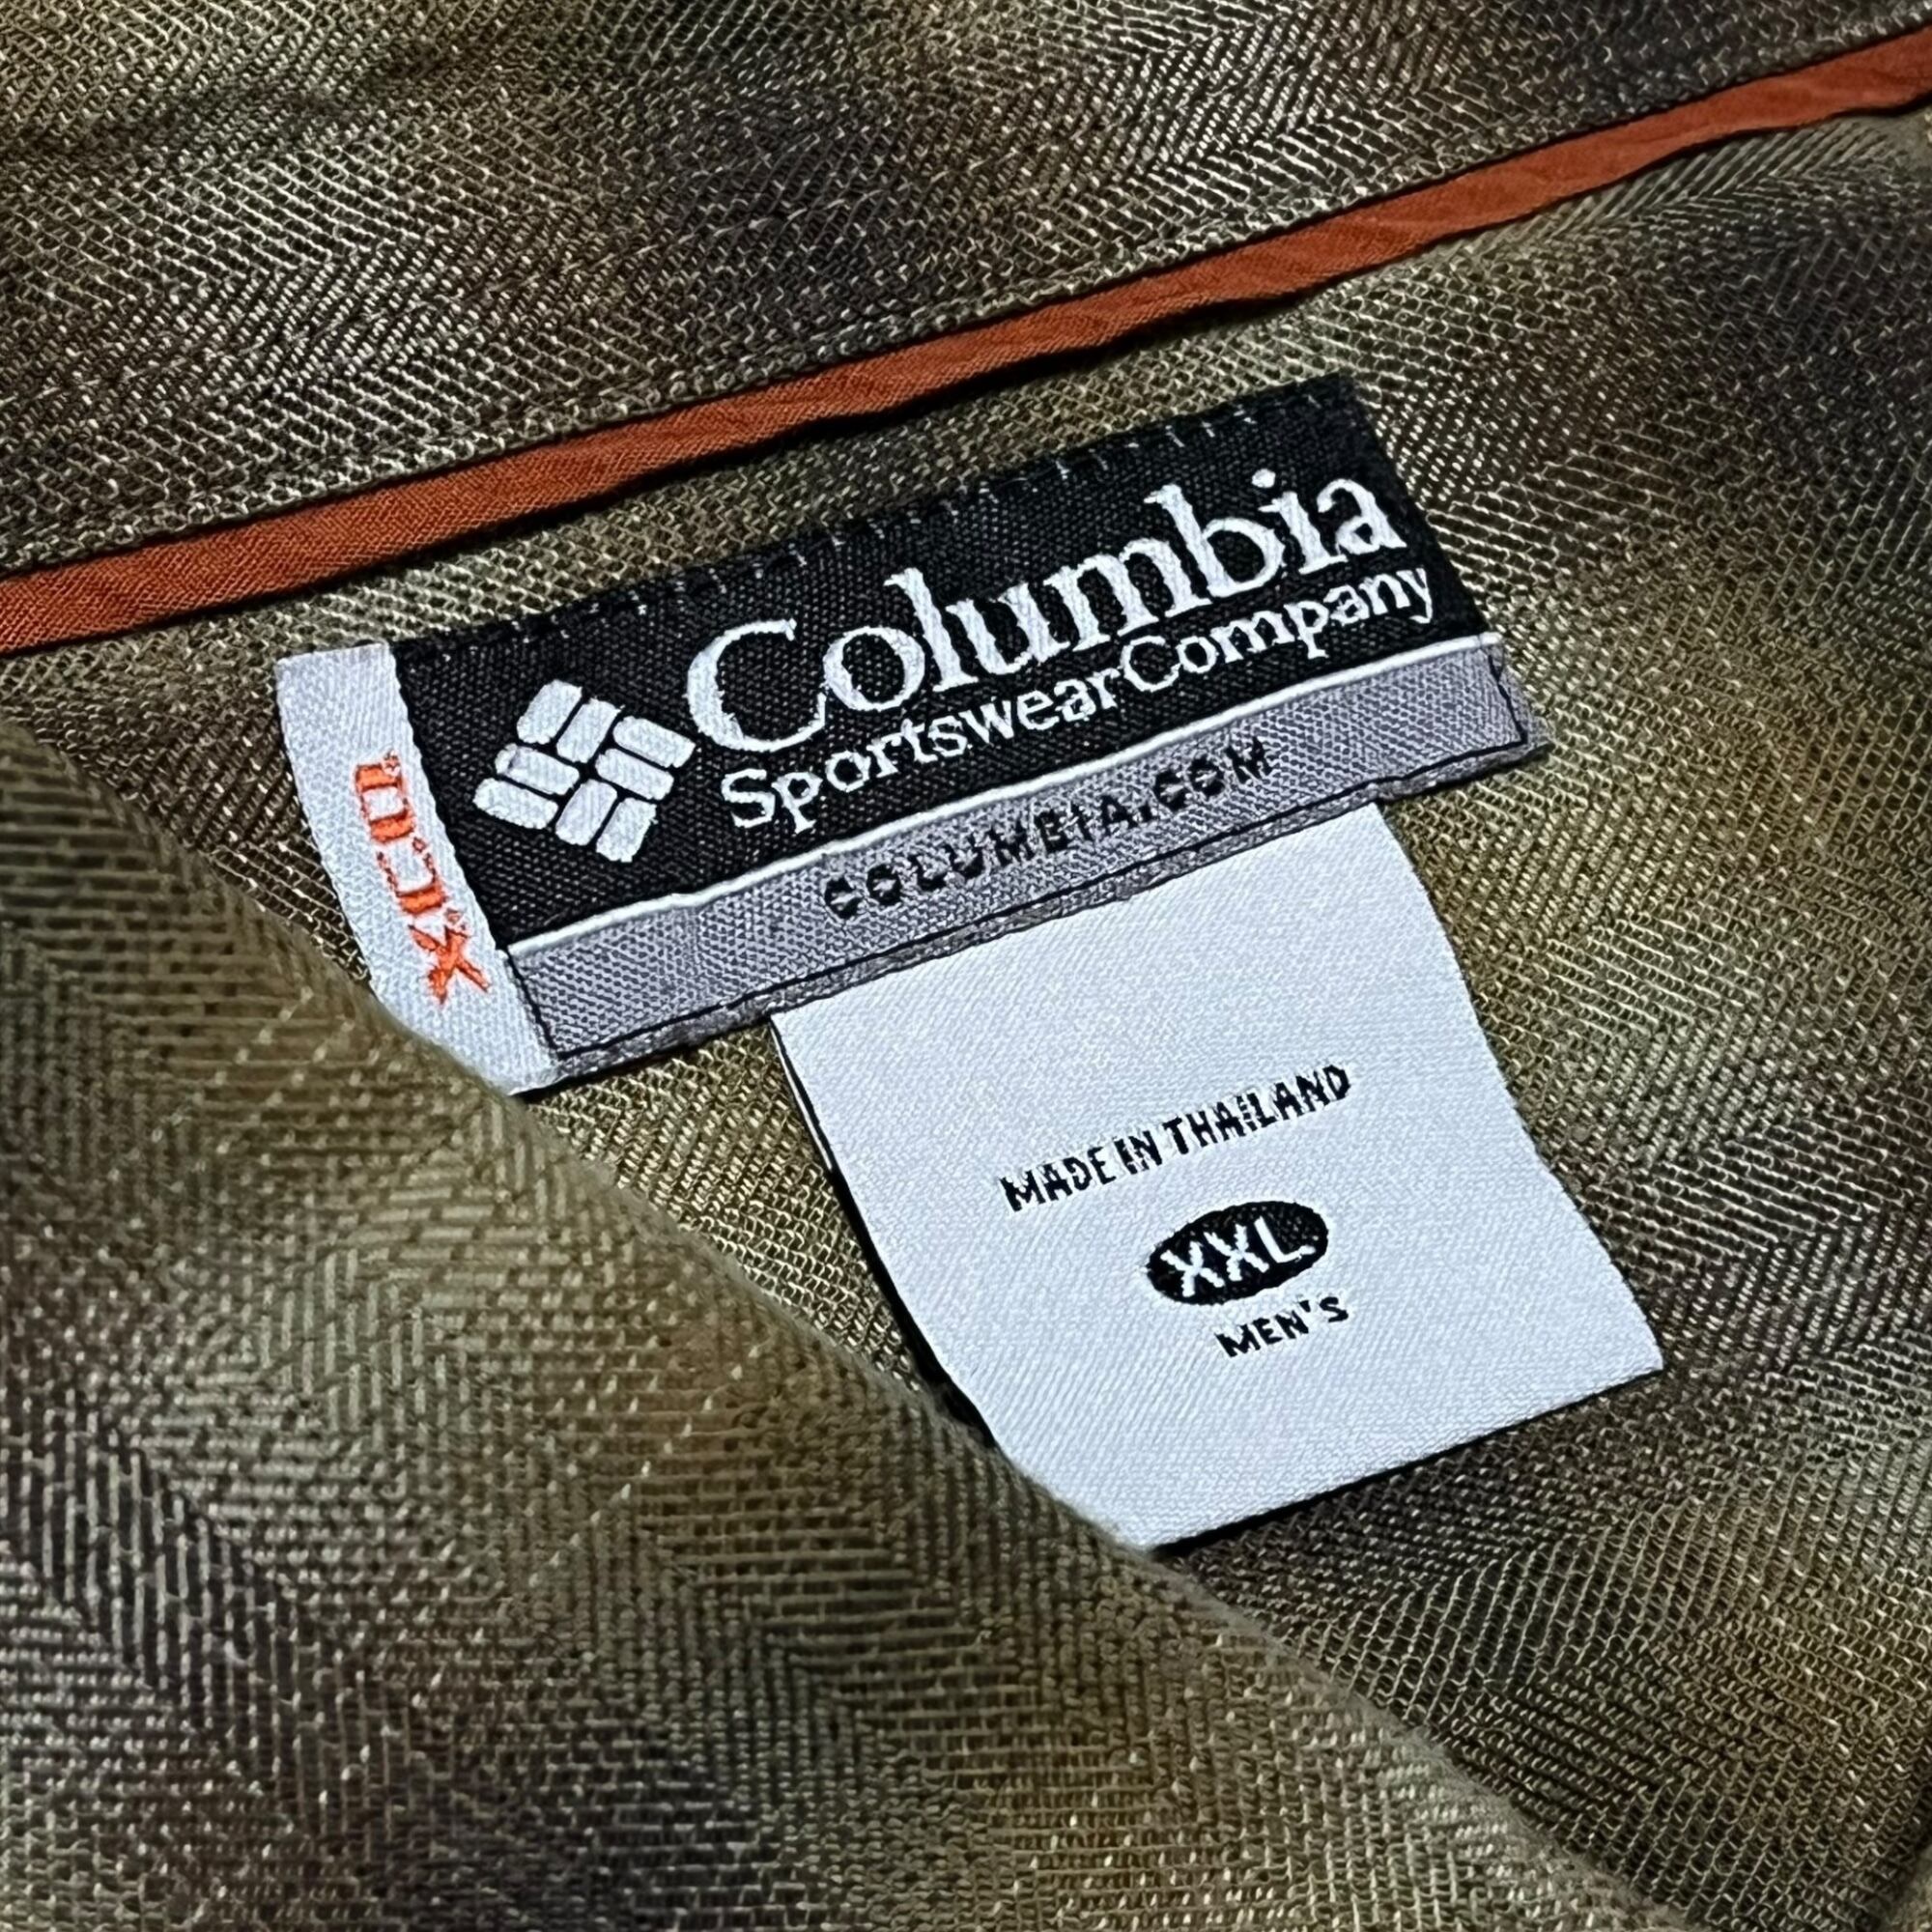 Columbia
SportswearCompany
COLUMBIA.COM
XCO
MADE IN THAILAND
XXL
MEN'S